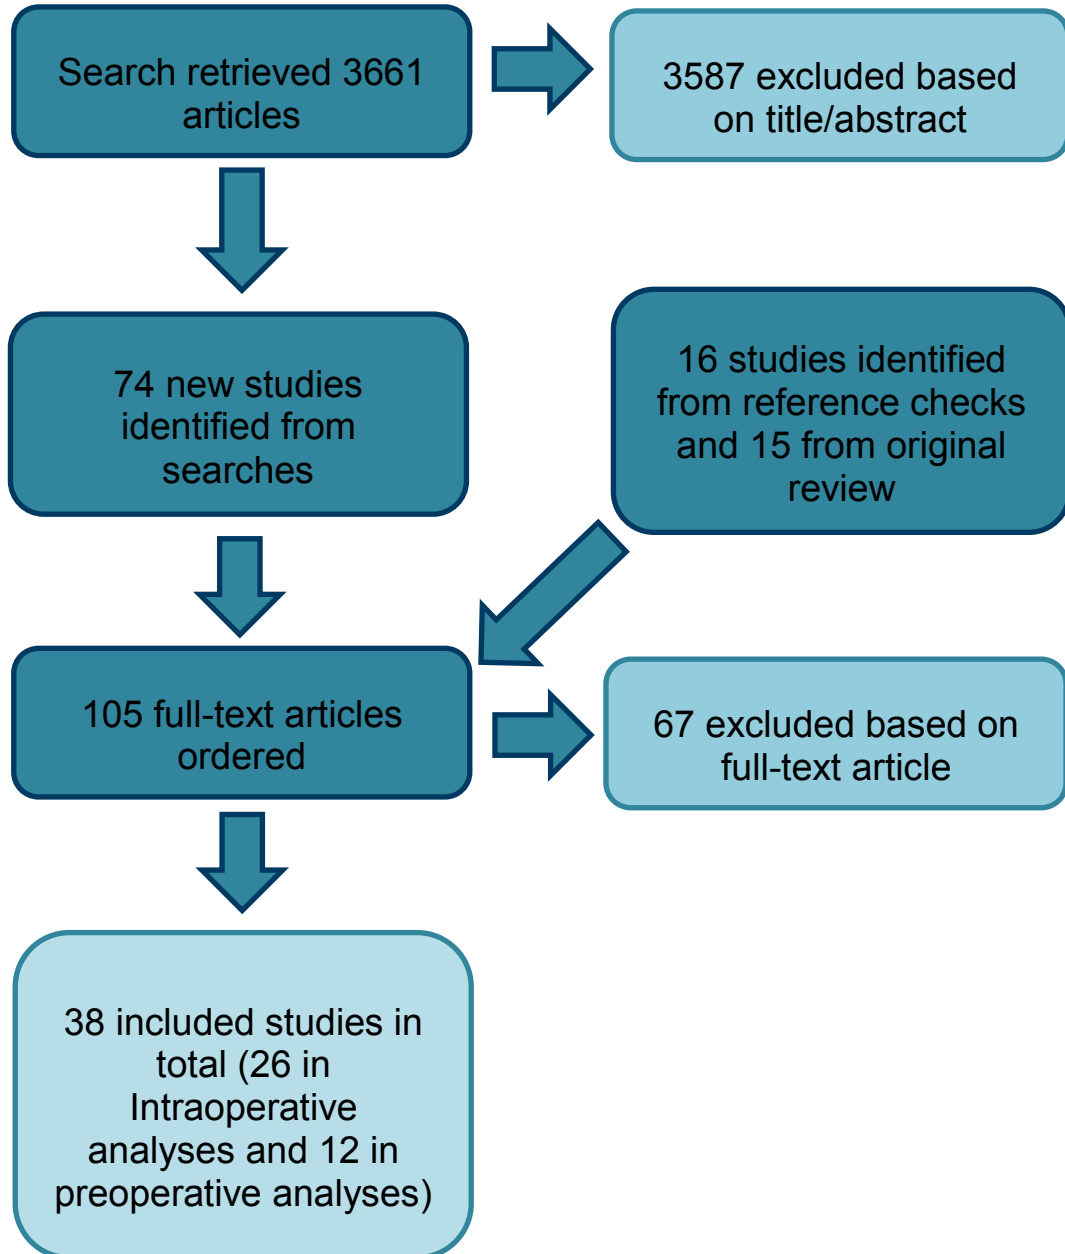 Search retrieved 3661
articles
3587 excluded based
on title/abstract
74 new studies
identified from
searches
16 studies identified
from reference checks
and 15 from original
review
105 full-text articles
ordered
67 excluded based on
full-text article
38 included studies in
total (26 in
Intraoperative
analyses and 12 in
preoperative analyses)